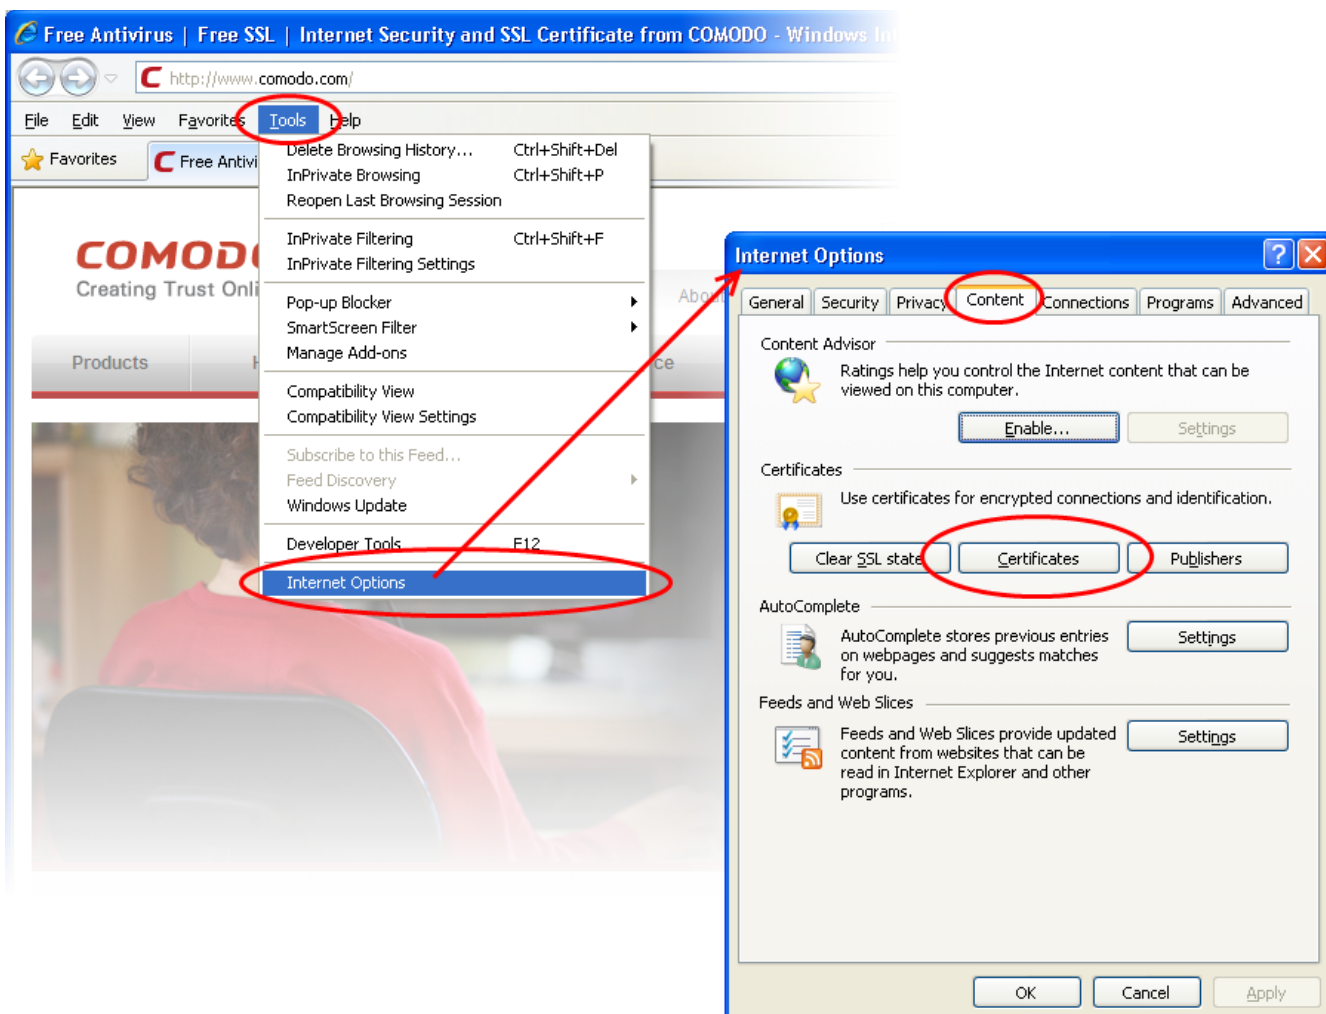 Free Antivirus | Free SSL | Internet Security and SSL Certificate from COMODO - Windows In
http://www.comodo.com/
File Edit View Favorites Tools Help
Favorites
Free Antivi
Delete Browsing History... Ctrl+Shift+Del
InPrivate Browsing Ctrl+Shift+P
Reopen Last Browsing Session
InPrivate Filtering Ctrl+Shift+F
InPrivate Filtering Settings
Pop-up Blocker
SmartScreen Filter
Manage Add-ons
Compatibility View
Compatibility View Settings
Subscribe to this Feed...
Feed Discovery
Windows Update
Developer Tools F12
Internet Options
COMODO
Creating Trust Onli
About
Products
H
ce
Internet Options
General Security Privacy Content Connections Programs Advanced
Content Advisor
Ratings help you control the Internet content that can be
viewed on this computer.
Enable... Settings
Certificates
Use certificates for encrypted connections and identification.
Clear SSL state Certificates Publishers
AutoComplete
AutoComplete stores previous entries
on webpages and suggests matches
for you.
Settings
Feeds and Web Slices
Feeds and Web Slices provide updated
content from websites that can be
read in Internet Explorer and other
programs.
Settings
OK Cancel Apply